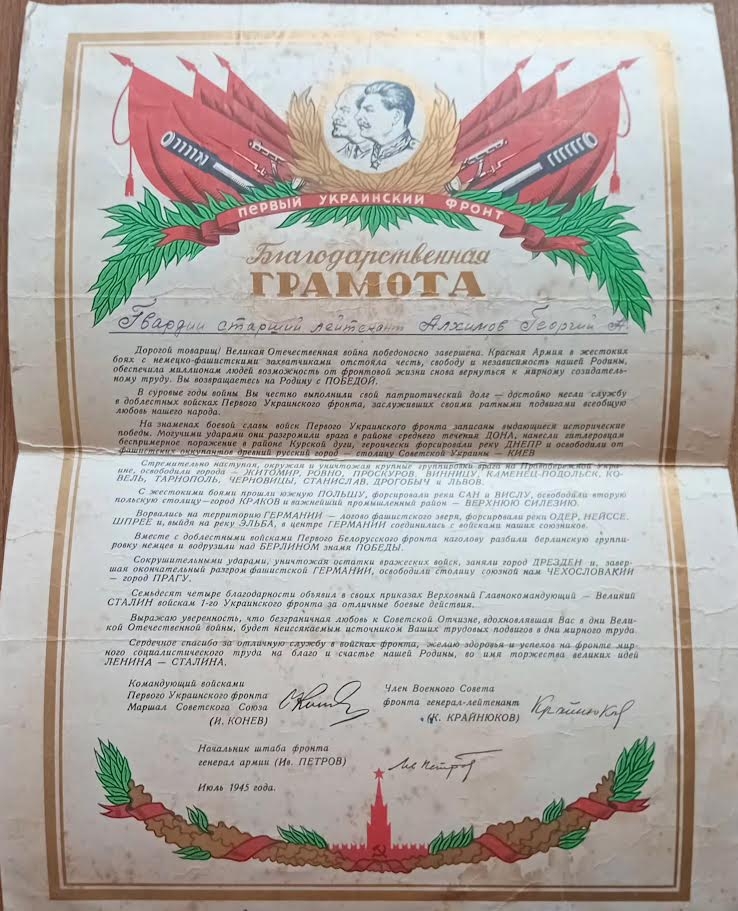 ПЕРВЫЙ УКРАИНСКИЙ ФРОНТ
Благодарственная
ГРАМОТА
Гвардии старший лейтенант Алхимов Георгий А.
Дорогой товарищ! Великая Отечественная война победоносно завершена. Красная Армия в жестоких
боях с немецко-фашистскими захватчиками отстояла честь, свободу и независимость нашей Родины,
обеспечила миллионам людей возможность от фронтовой жизни снова вернуться к мирному созидатель-
ному труду. Вы возвращаетесь на Родину с ПОБЕДОЙ.
В суровые годы войны Вы честно выполнили свой патриотический долг — достойно несли службу
в доблестных войсках Первого Украинского фронта, заслуживших своими ратными подвигами всеобщую
любовь нашего народа.
На знаменах боевой славы войск Первого Украинского фронта записаны выдающиеся исторические
победы. Могучими ударами они разгромили врага в районе среднего течения ДОНА, нанесли гитлеровцам
беспримерное поражение в районе Курской дуги, героически форсировали реку ДНЕПР и освободили от
фашистских оккупантов древний русский город — столицу Советской Украины — КИЕВ
Стремительно наступая, окружая и уничтожая крупные группировки врага на Правобережной Укра-
ине, освободили города — ЖИТОМИР, РОВНО, ПРОСКУРОВ, ВИННИЦУ, КАМЕНЕЦ-ПОДОЛЬСК, КО-
ВЕЛЬ, ТАРНОПОЛЬ, ЧЕРНОВИЦЫ, СТАНИСЛАВ, ДРОГОБЫЧ и ЛЬВОВ.
С жестокими боями прошли южную ПОЛЬШУ, форсировали реки САН и ВИСЛУ, освободили вторую
польскую столицу—город КРАКОВ и важнейший промышленный район — ВЕРХНЮЮ СИЛЕЗИЮ.
Ворвались на территорию ГЕРМАНИИ — логово фашистского зверя, форсировали реки ОДЕР, НЕЙССЕ,
ШПРЕЕ и, выйдя на реку ЭЛЬБА, в центре ГЕРМАНИИ соединились с войсками наших союзников.
Вместе с доблестными войсками Первого Белорусского фронта наголову разбили берлинскую группи-
ровку немцев и водрузили над БЕРЛИНОМ знамя ПОБЕДЫ.
Сокрушительными ударами, уничтожая остатки вражеских войск, заняли город ДРЕЗДЕН и, завер-
шая окончательный разгром фашистской ГЕРМАНИИ, освободили столицу союзной нам ЧЕХОСЛОВАКИИ
— город ПРАГУ.
Семьдесят четыре благодарности объявил в своих приказах Верховный Главнокомандующий — Великий
СТАЛИН войскам 1-го Украинского фронта за отличные боевые действия.
Выражаю уверенность, что безграничная любовь к Советской Отчизне, вдохновлявшая Вас в дни Вели-
кой Отечественной войны, будет неиссякаемым источником Ваших трудовых подвигов в дни мирного труда
Сердечное спасибо за отличную службу в войсках фронта, желаю здоровья и успехов на фронте мир-
ного социалистического труда на благо и счастье нашей Родины, во имя торжества великих идей
ЛЕНИНА — СТАЛИНА.
Командующий войсками
Первого Украинского фронта
Маршал Советского Союза
(И. КОНЕВ)
Член Военного Совета
фронта генерал-лейтенант
(К. КРАЙНЮКОВ)
Крайнюков
Начальник штаба фронта
генерал армии (Ив. ПЕТРОВ)
Ив Петров
Июль 1945 года.